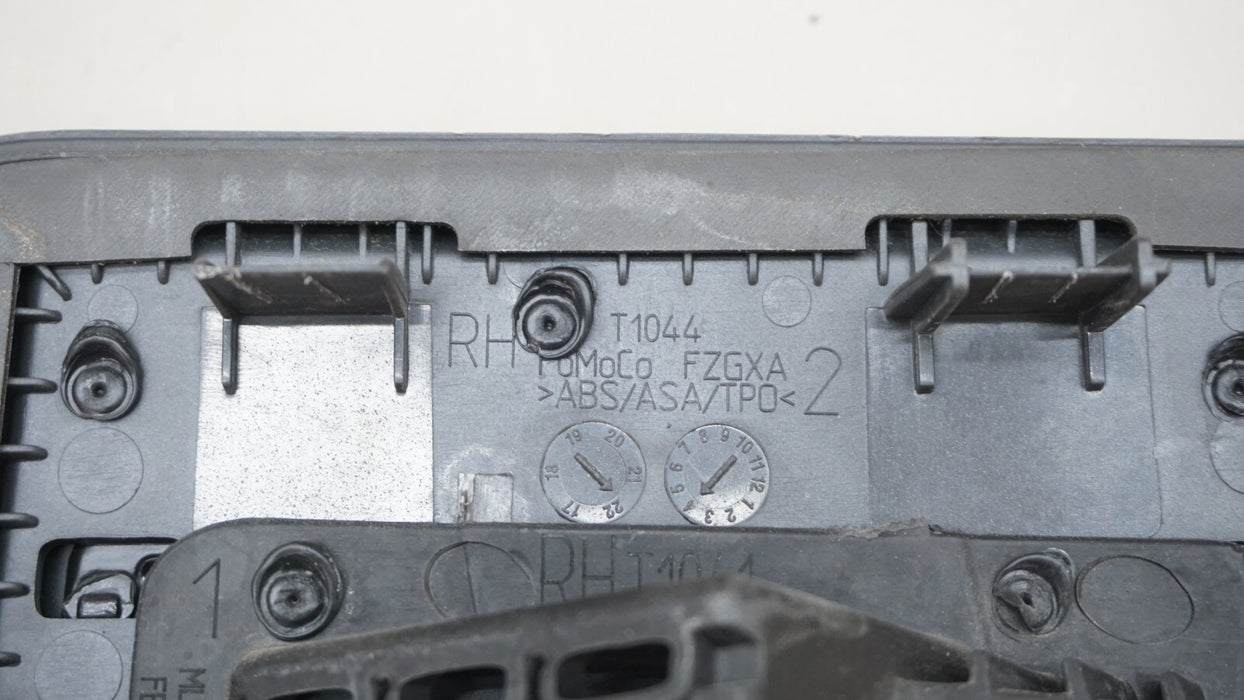 RH T1044
FoMoCo FZGXA
>ABS/ASA/TPO< 2
17 18 19 20 21 22
1 2 3 4 5 6 7 8 9 10 11 12
1 RH T1041